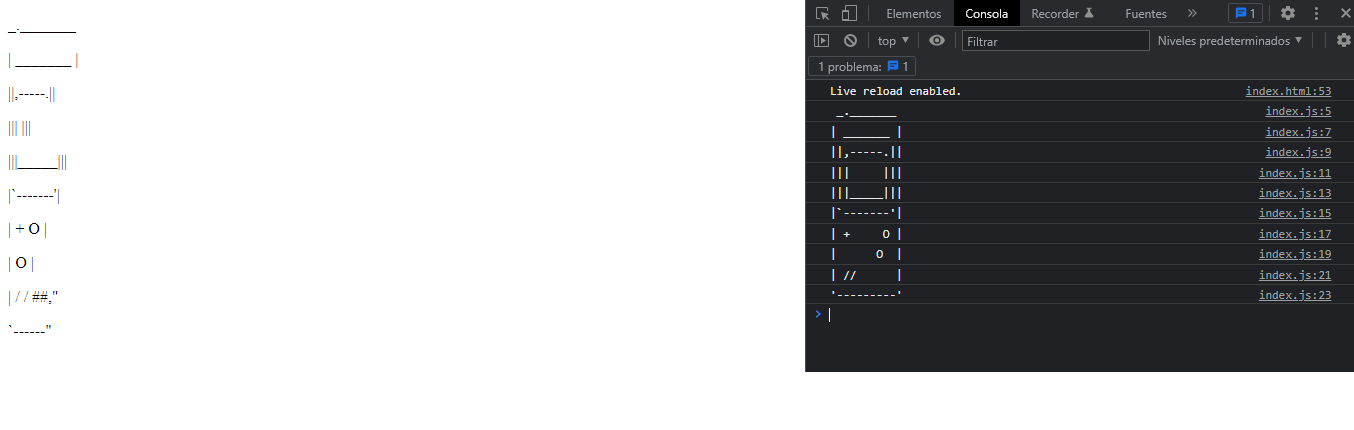 _.________
| ________ |
||,-----.||
||| |||
|||_____|||
|`-------'|
| + O |
| O |
| / / ##,"
`------"
Elementos Consola Recorder Fuentes » 1
top Filtrar Niveles predeterminados
1 problema: 1
Live reload enabled. index.html:53
 _._______ index.js:5
| _______ | index.js:7
||,-----.|| index.js:9
|||     ||| index.js:11
|||_____||| index.js:13
|`-------'| index.js:15
| +     O | index.js:17
|      O  | index.js:19
| //      | index.js:21
'---------' index.js:23
>